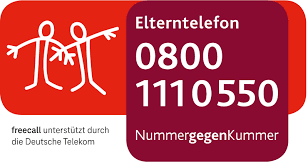 Elterntelefon
0800
1110550
NummergegenKummer
freecall unterstützt durch
die Deutsche Telekom